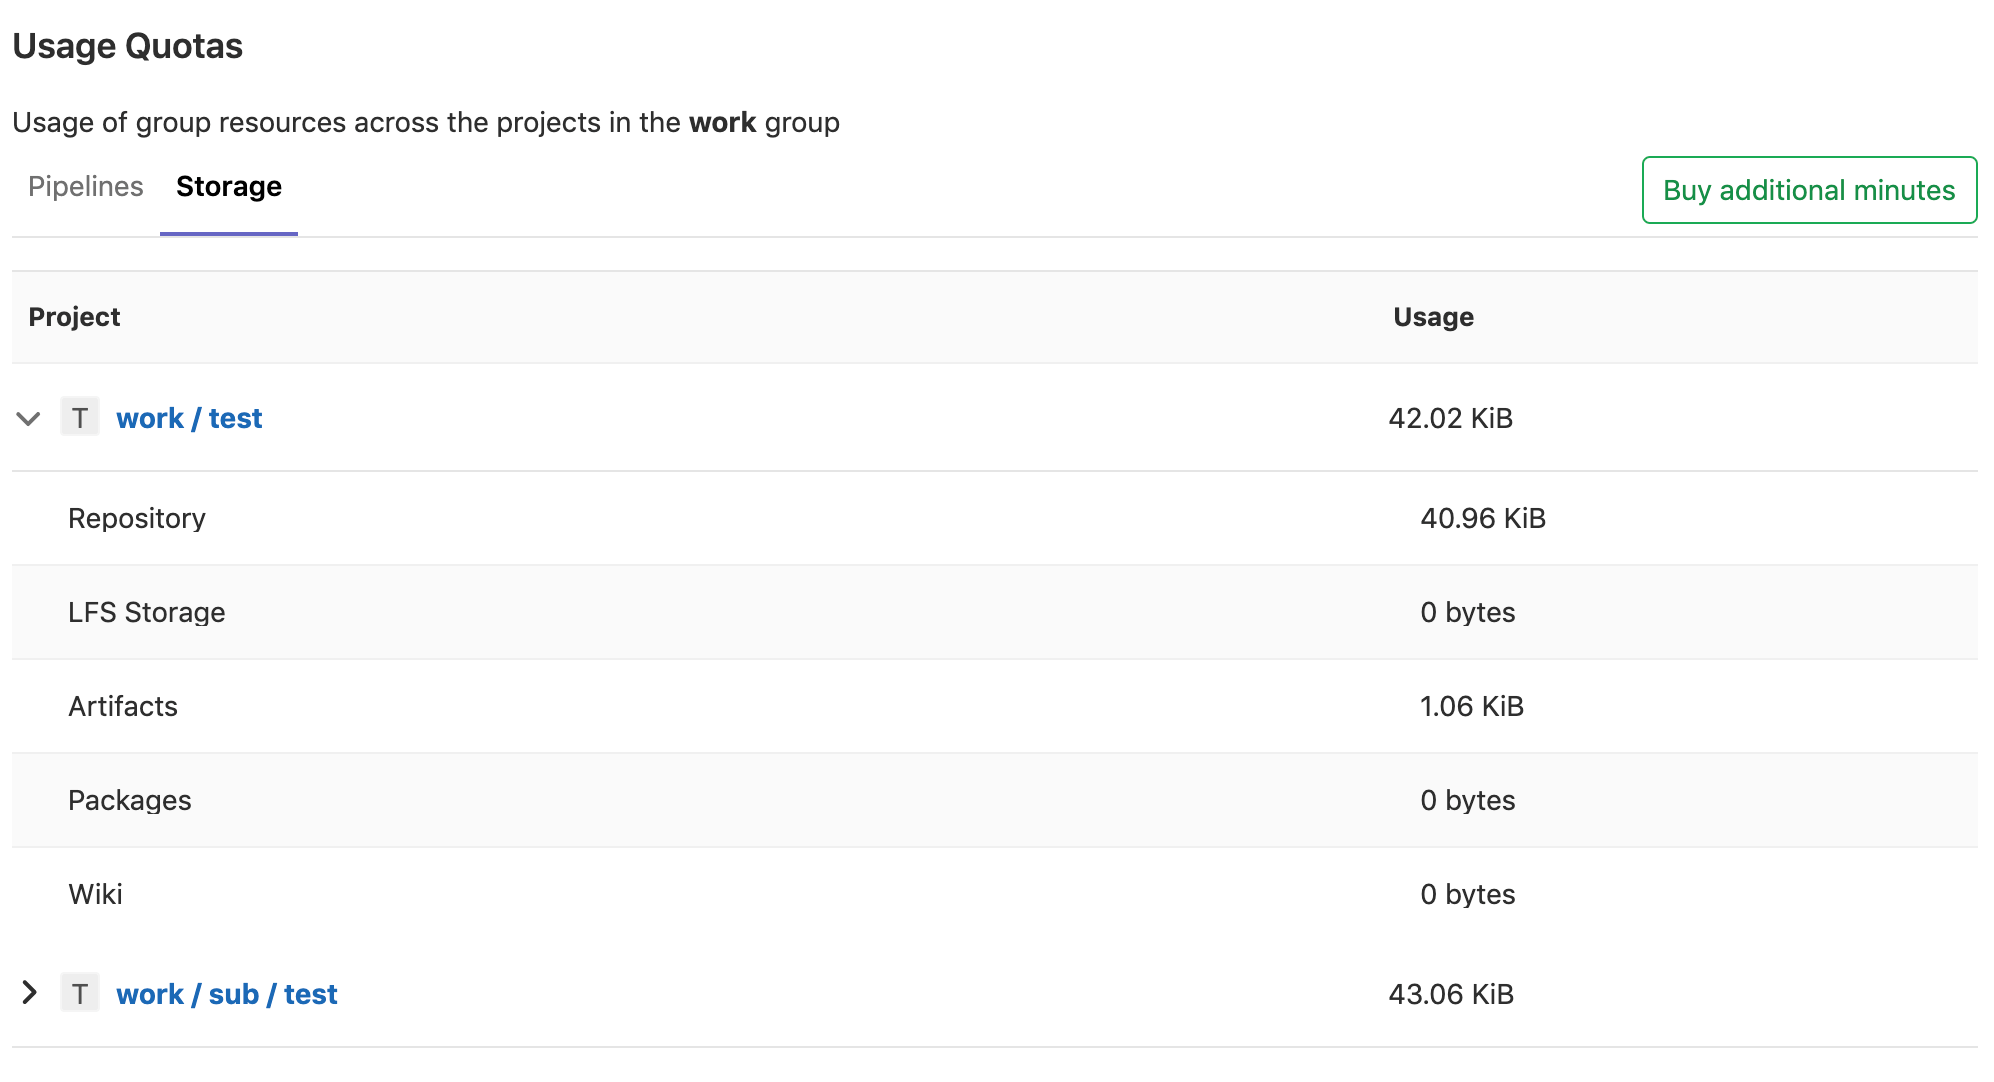 Usage Quotas
Usage of group resources across the projects in the work group
Pipelines Storage Buy additional minutes
Project Usage
T work / test 42.02 KiB
Repository 40.96 KiB
LFS Storage 0 bytes
Artifacts 1.06 KiB
Packages 0 bytes
Wiki 0 bytes
T work / sub / test 43.06 KiB